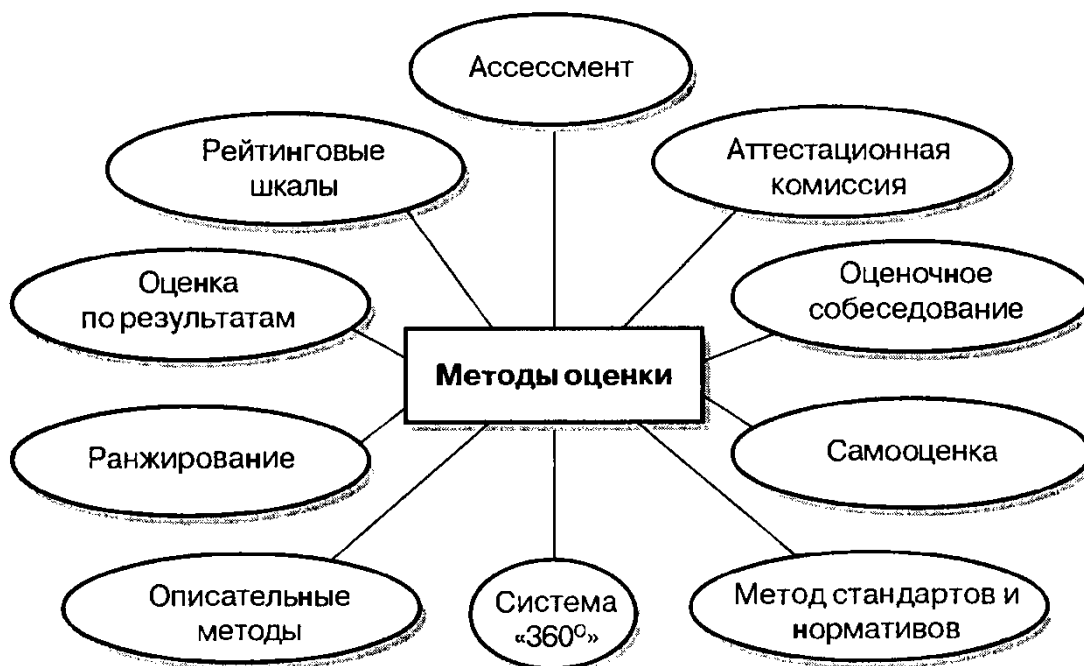 Ассессмент
Рейтинговые
шкалы
Аттестационная
комиссия
Оценка
по результатам
Оценочное
собеседование
Методы оценки
Ранжирование
Самооценка
Описательные
методы
Система
«360⁰»
Метод стандартов и
нормативов